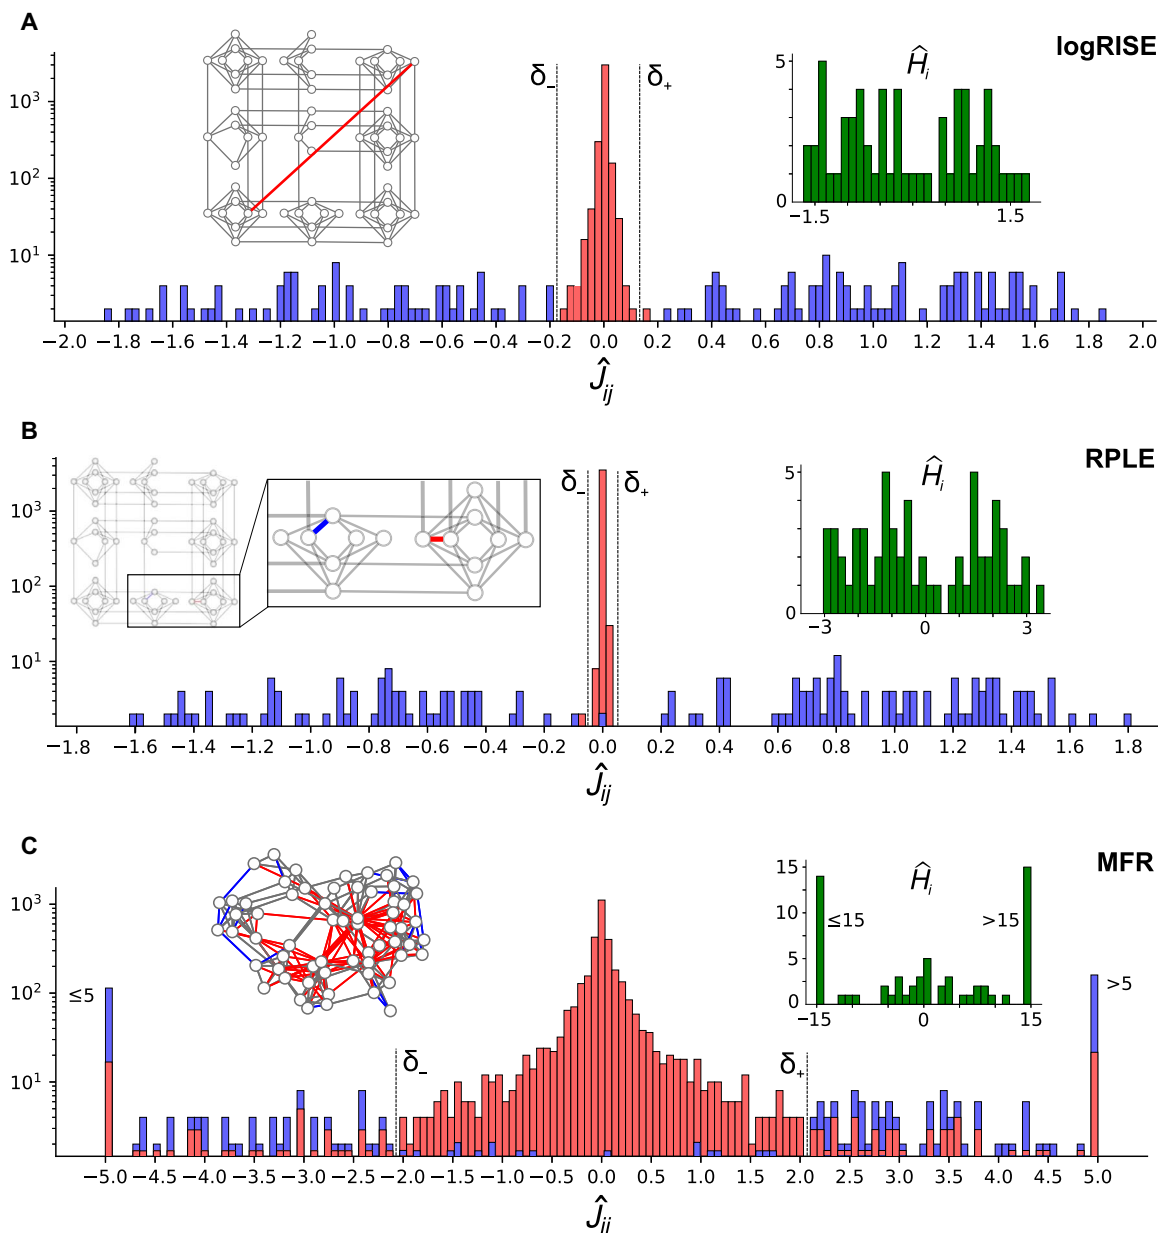 A
logRISE
10³
10²
10¹
δ₋
δ₊
Ĥᵢ
5
0
−1.5
1.5
−2.0 −1.8 −1.6 −1.4 −1.2 −1.0 −0.8 −0.6 −0.4 −0.2 0.0 0.2 0.4 0.6 0.8 1.0 1.2 1.4 1.6 1.8 2.0
Ĵij
B
RPLE
10³
10²
10¹
δ₋
δ₊
Ĥᵢ
5
0
−3 0 3
−1.8 −1.6 −1.4 −1.2 −1.0 −0.8 −0.6 −0.4 −0.2 0.0 0.2 0.4 0.6 0.8 1.0 1.2 1.4 1.6 1.8
Ĵij
C
MFR
10³
10²
10¹
≤5
δ₋
δ₊
>5
Ĥᵢ
15
10
5
0
≤15
>15
−15 0 15
−5.0 −4.5 −4.0 −3.5 −3.0 −2.5 −2.0 −1.5 −1.0 −0.5 0.0 0.5 1.0 1.5 2.0 2.5 3.0 3.5 4.0 4.5 5.0
Ĵij